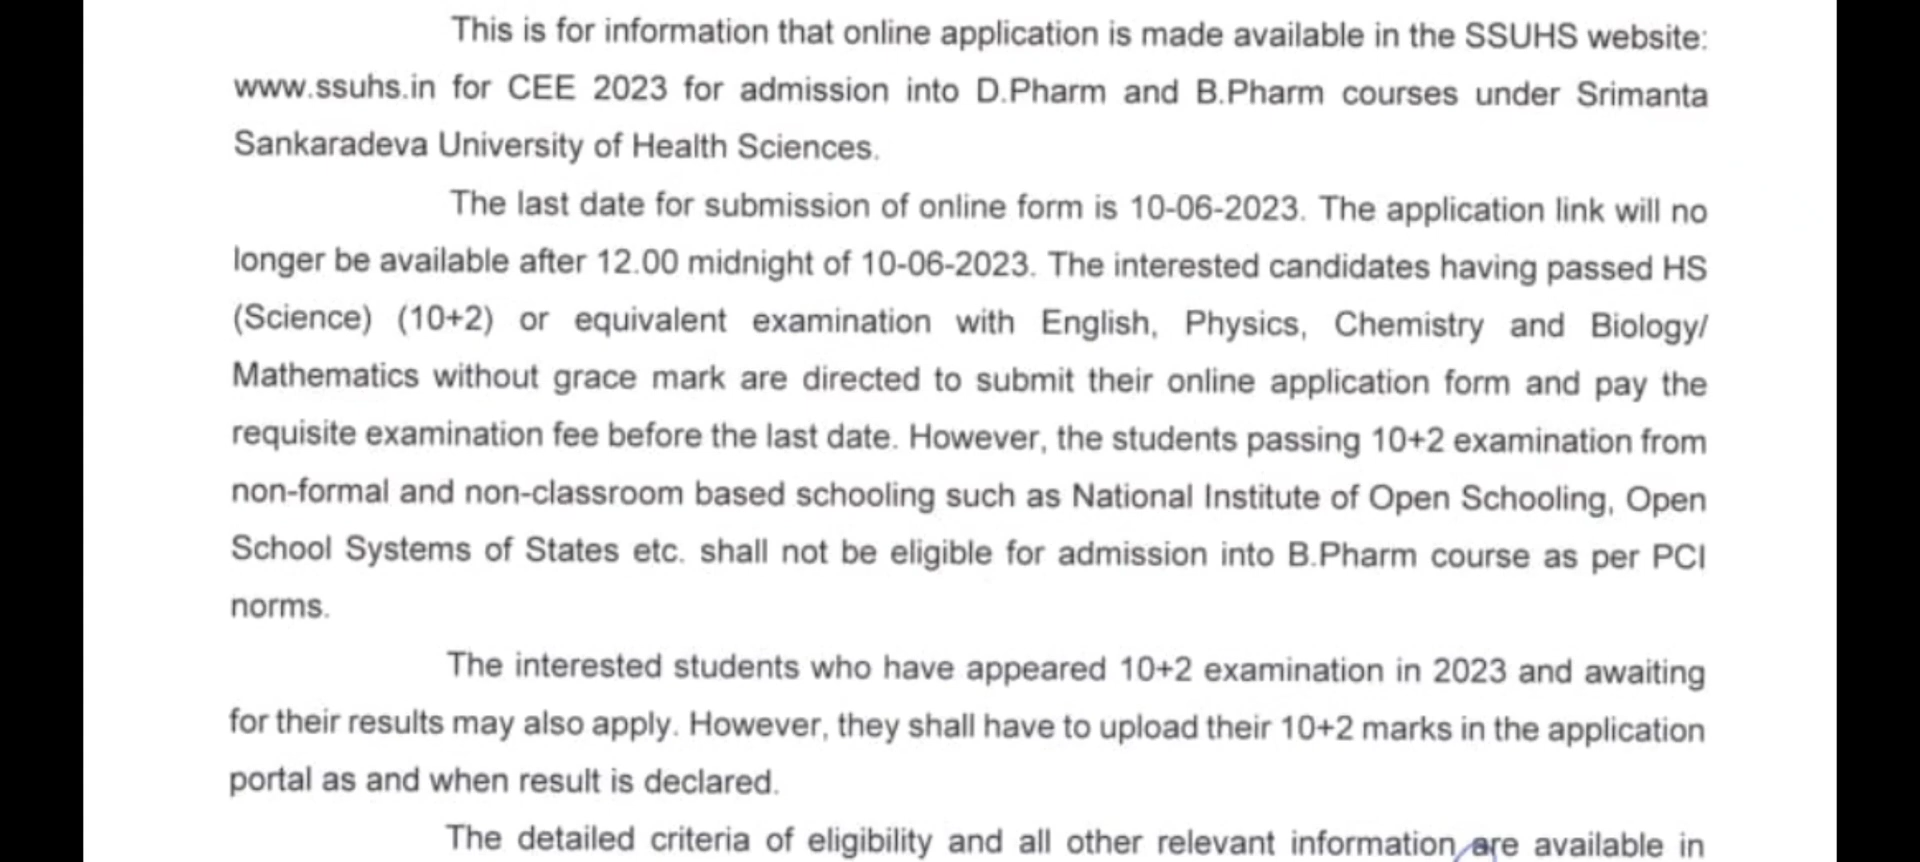 This is for information that online application is made available in the SSUHS website:
www.ssuhs.in for CEE 2023 for admission into D.Pharm and B.Pharm courses under Srimanta
Sankaradeva University of Health Sciences.
The last date for submission of online form is 10-06-2023. The application link will no
longer be available after 12.00 midnight of 10-06-2023. The interested candidates having passed HS
(Science) (10+2) or equivalent examination with English, Physics, Chemistry and Biology/
Mathematics without grace mark are directed to submit their online application form and pay the
requisite examination fee before the last date. However, the students passing 10+2 examination from
non-formal and non-classroom based schooling such as National Institute of Open Schooling, Open
School Systems of States etc. shall not be eligible for admission into B.Pharm course as per PCI
norms.
The interested students who have appeared 10+2 examination in 2023 and awaiting
for their results may also apply. However, they shall have to upload their 10+2 marks in the application
portal as and when result is declared.
The detailed criteria of eligibility and all other relevant information are available in